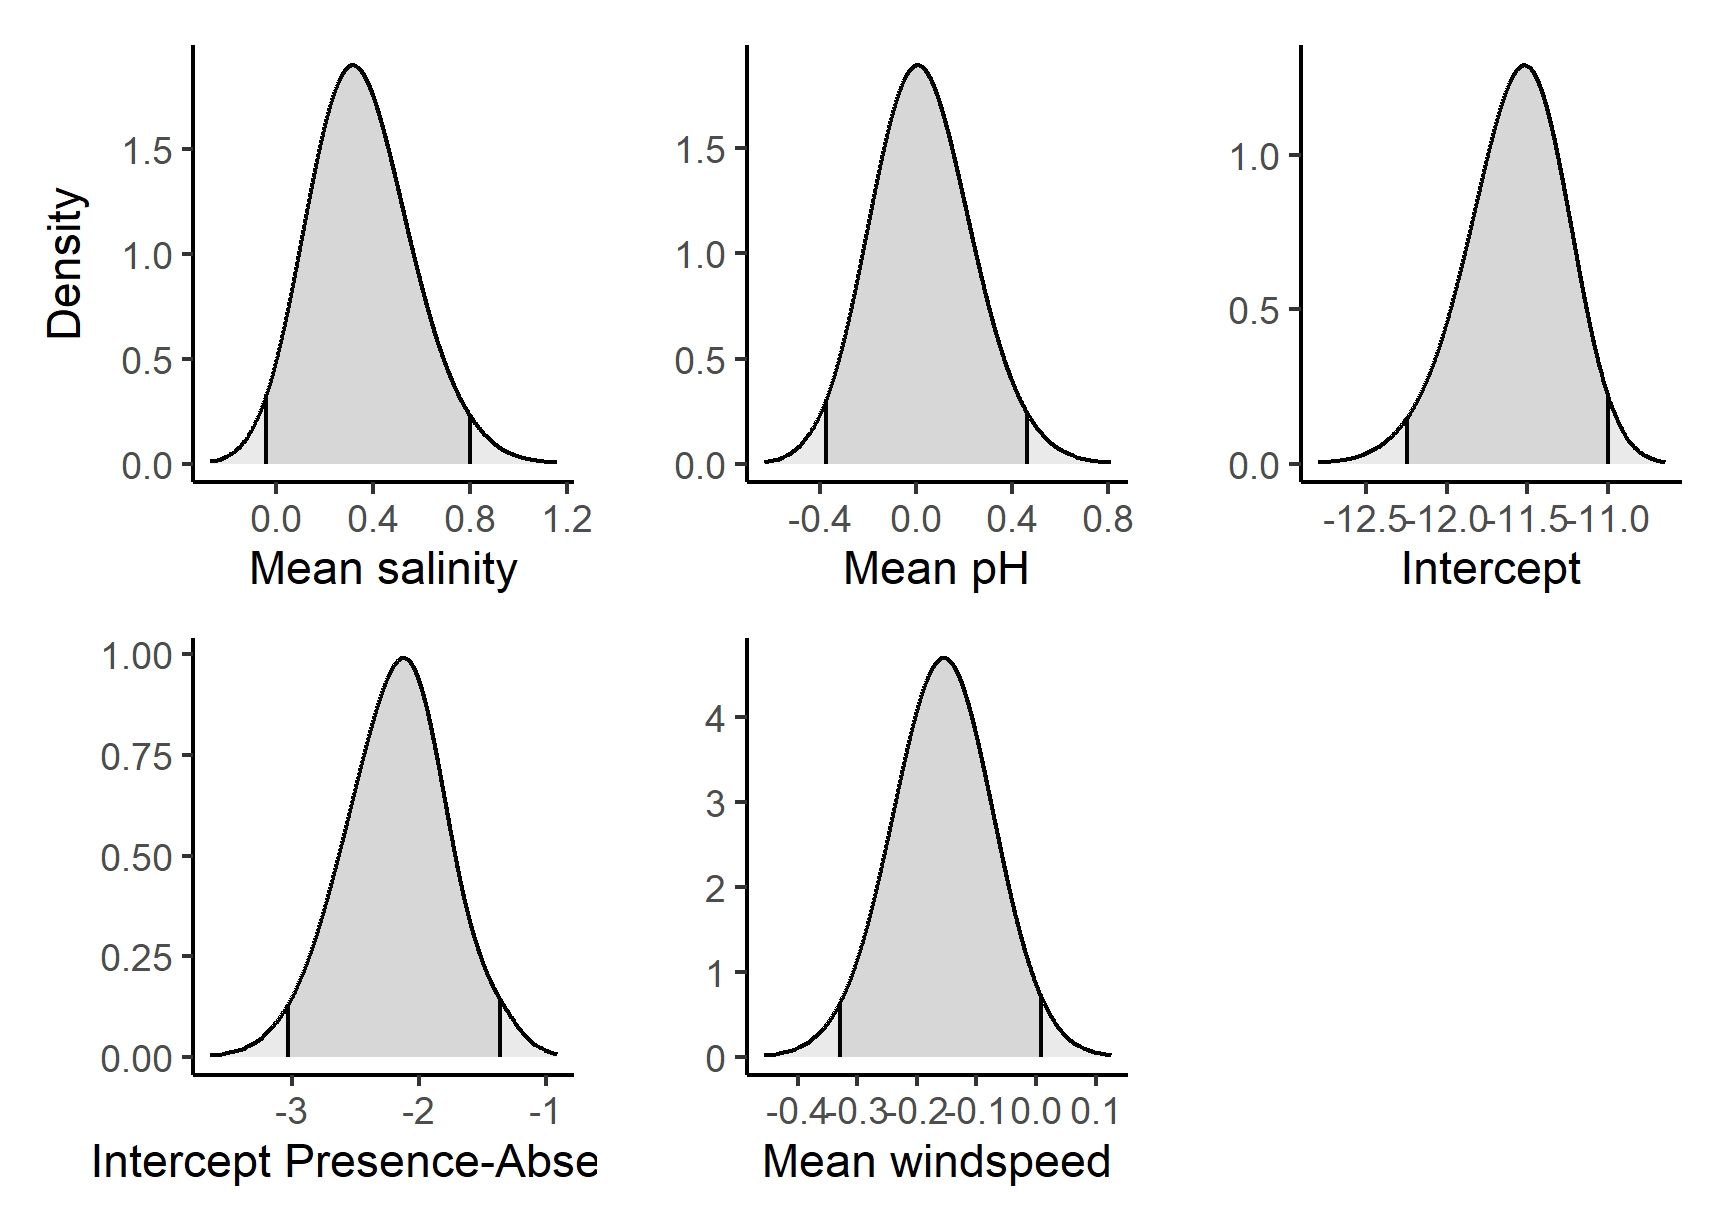 Density
1.5
1.0
0.5
0.0
0.0 0.4 0.8 1.2
Mean salinity
1.5
1.0
0.5
0.0
-0.4 0.0 0.4 0.8
Mean pH
1.0
0.5
0.0
-12.5 -12.0 -11.5 -11.0
Intercept
1.00
0.75
0.50
0.25
0.00
-3 -2 -1
Intercept Presence-Abse
4
3
2
1
0
-0.4 -0.3 -0.2 -0.1 0.0 0.1
Mean windspeed